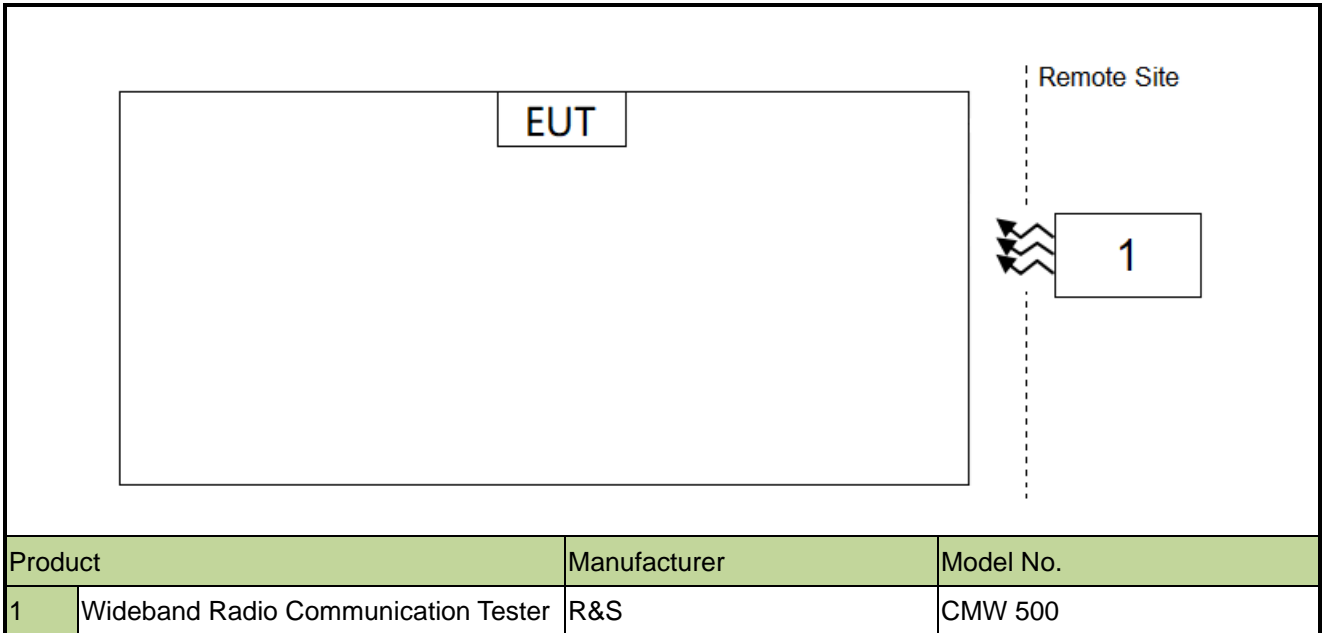 Remote Site
EUT
1
Product Manufacturer Model No.
1 Wideband Radio Communication Tester R&S CMW 500